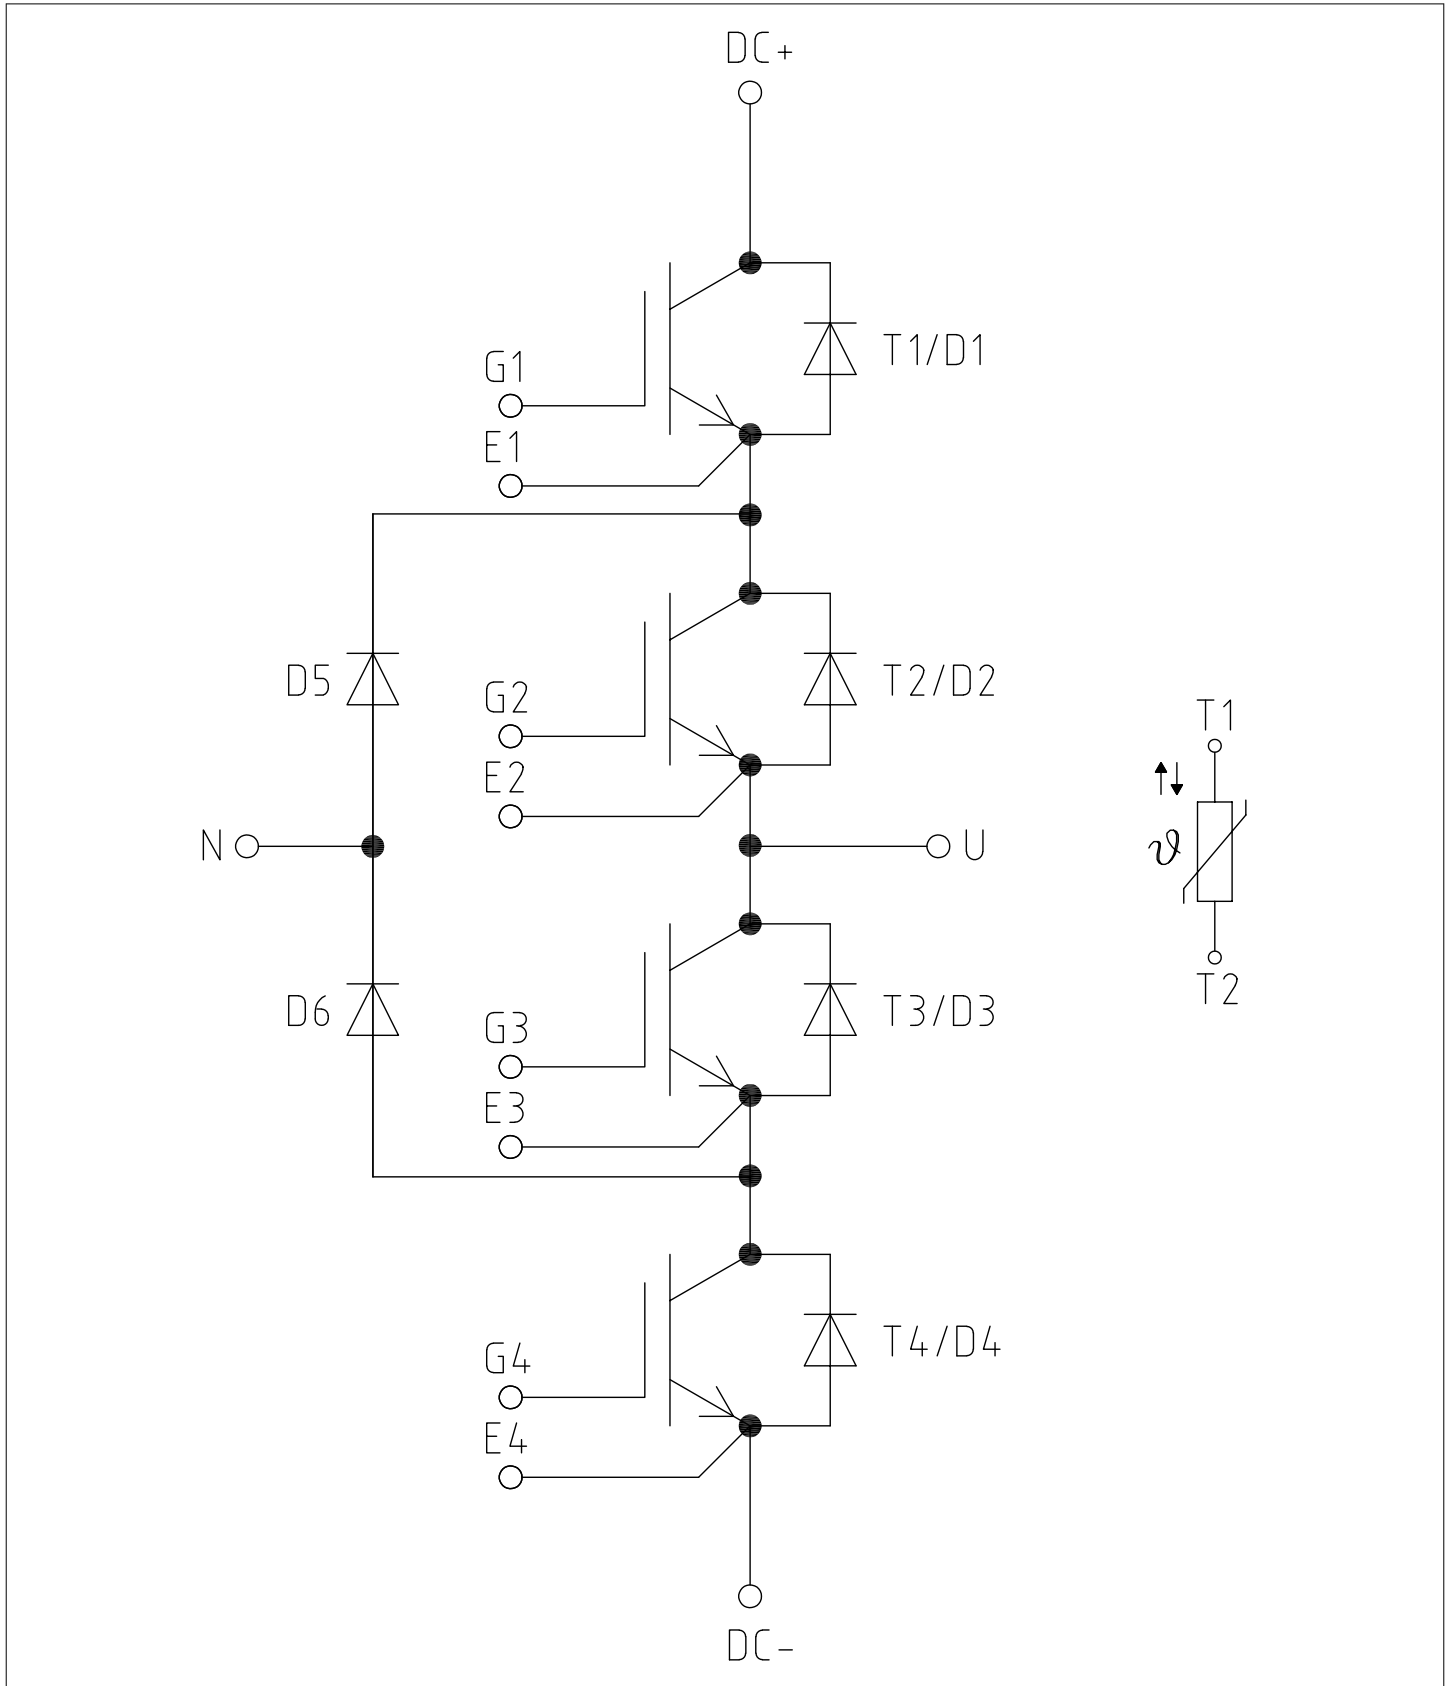 DC+
G1
T1/D1
E1
D5
G2
T2/D2
E2
T1
N
U
ϑ
D6
G3
T3/D3
T2
E3
G4
T4/D4
E4
DC-